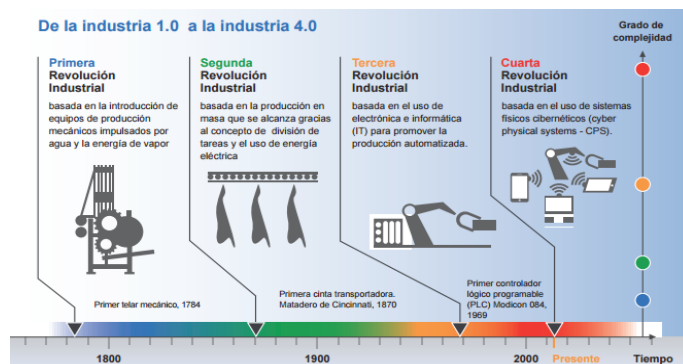 De la industria 1.0 a la industria 4.0
Grado de
complejidad
Primera
Revolución
Industrial
basada en la introducción de
equipos de producción
mecánicos impulsados por
agua y la energía de vapor
Segunda
Revolución
Industrial
basada en la producción en
masa que se alcanza gracias
al concepto de división de
tareas y el uso de energía
eléctrica
Tercera
Revolución
Industrial
basada en el uso de
electrónica e informática
(IT) para promover la
producción automatizada.
Cuarta
Revolución
Industrial
basada en el uso de sistemas
físicos cibernéticos (cyber
physical systems - CPS).
Primer telar mecánico, 1784
Primera cinta transportadora.
Matadero de Cincinnati, 1870
Primer controlador
lógico programable
(PLC) Modicon 084,
1969
1800
1900
2000
Presente
Tiempo